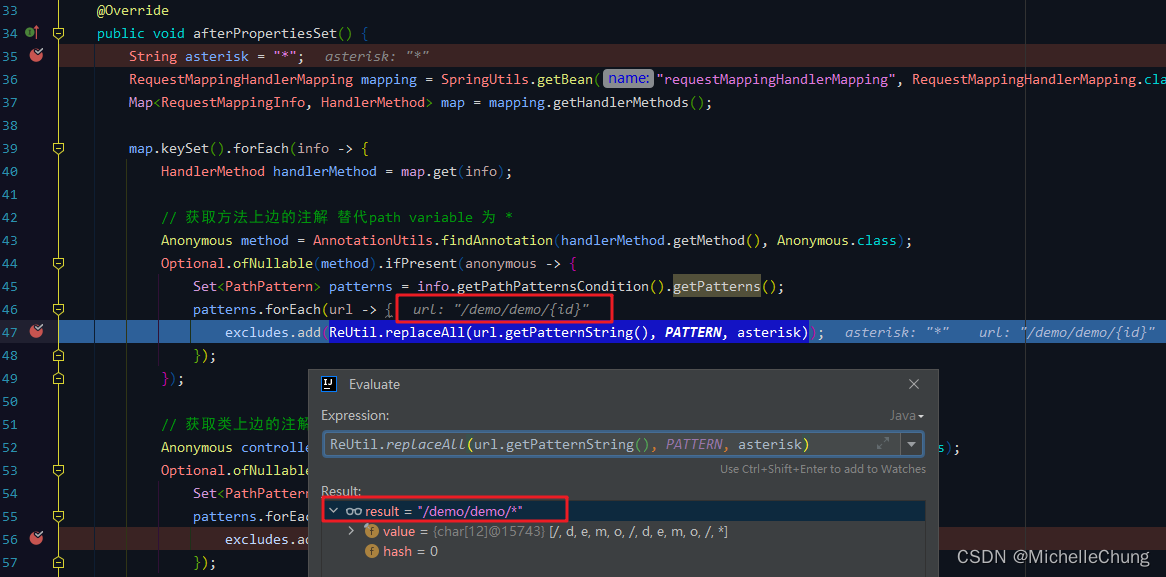 33 @Override
34 public void afterPropertiesSet() {
35 String asterisk = "*"; asterisk: "*"
36 RequestMappingHandlerMapping mapping = SpringUtils.getBean( name: "requestMappingHandlerMapping", RequestMappingHandlerMapping.cla
37 Map<RequestMappingInfo, HandlerMethod> map = mapping.getHandlerMethods();
38
39 map.keySet().forEach(info -> {
40 HandlerMethod handlerMethod = map.get(info);
41
42 // 获取方法上边的注解 替代path variable 为 *
43 Anonymous method = AnnotationUtils.findAnnotation(handlerMethod.getMethod(), Anonymous.class);
44 Optional.ofNullable(method).ifPresent(anonymous -> {
45 Set<PathPattern> patterns = info.getPathPatternsCondition().getPatterns();
46 patterns.forEach(url -> { url: "/demo/demo/{id}"
47 excludes.add(ReUtil.replaceAll(url.getPatternString(), PATTERN, asterisk)); asterisk: "*" url: "/demo/demo/{id}"
48 });
49 });
50
51 // 获取类上边的注解
52 Anonymous controlle s);
53 Optional.ofNullable
54 Set<PathPattern
55 patterns.forEac
56 excludes.ad
57 });
Evaluate
Expression:
Java
ReUtil.replaceAll(url.getPatternString(), PATTERN, asterisk)
Use Ctrl+Shift+Enter to add to Watches
Result:
result = "/demo/demo/*"
value = {char[12]@15743} [/, d, e, m, o, /, d, e, m, o, /, *]
hash = 0
CSDN @MichelleChung